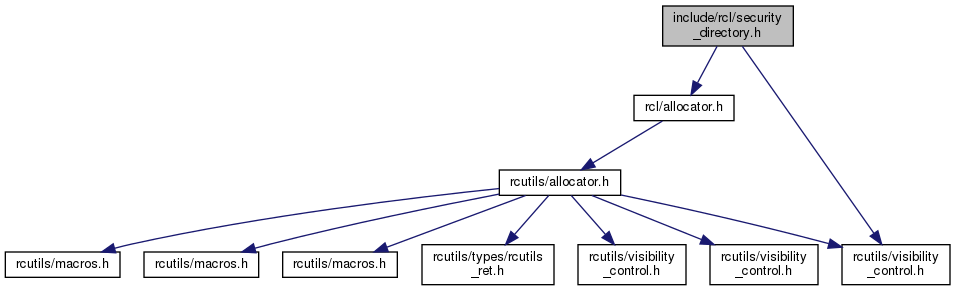 include/rcl/security
_directory.h
rcl/allocator.h
rcutils/allocator.h
rcutils/macros.h
rcutils/macros.h
rcutils/macros.h
rcutils/types/rcutils
_ret.h
rcutils/visibility
_control.h
rcutils/visibility
_control.h
rcutils/visibility
_control.h